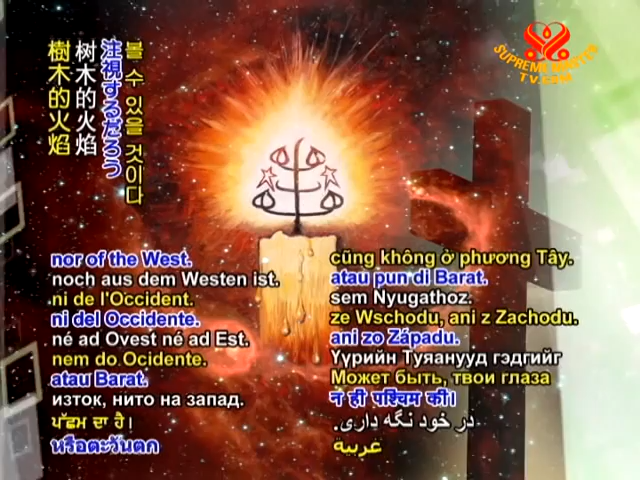 SUPREME MASTER
TV.com
볼 수 있을 것이다
注視するだろう
树木的火焰
樹木的火焰
nor of the West.
noch aus dem Westen ist.
ni de l'Occident.
ni del Occidente.
né ad Ovest né ad Est.
nem do Ocidente.
atau Barat.
изток, нито на запад.
ਪੱਛਮ ਦਾ ਹੈ।
หรือตะวันตก
cũng không ở phương Tây.
atau pun di Barat.
sem Nyugathoz.
ze Wschodu, ani z Zachodu.
ani zo Západu.
Үүрийн Туяанууд гэдгийг
Может быть, твои глаза
न ही पश्चिम की।
در خود نگه داری.
غربية